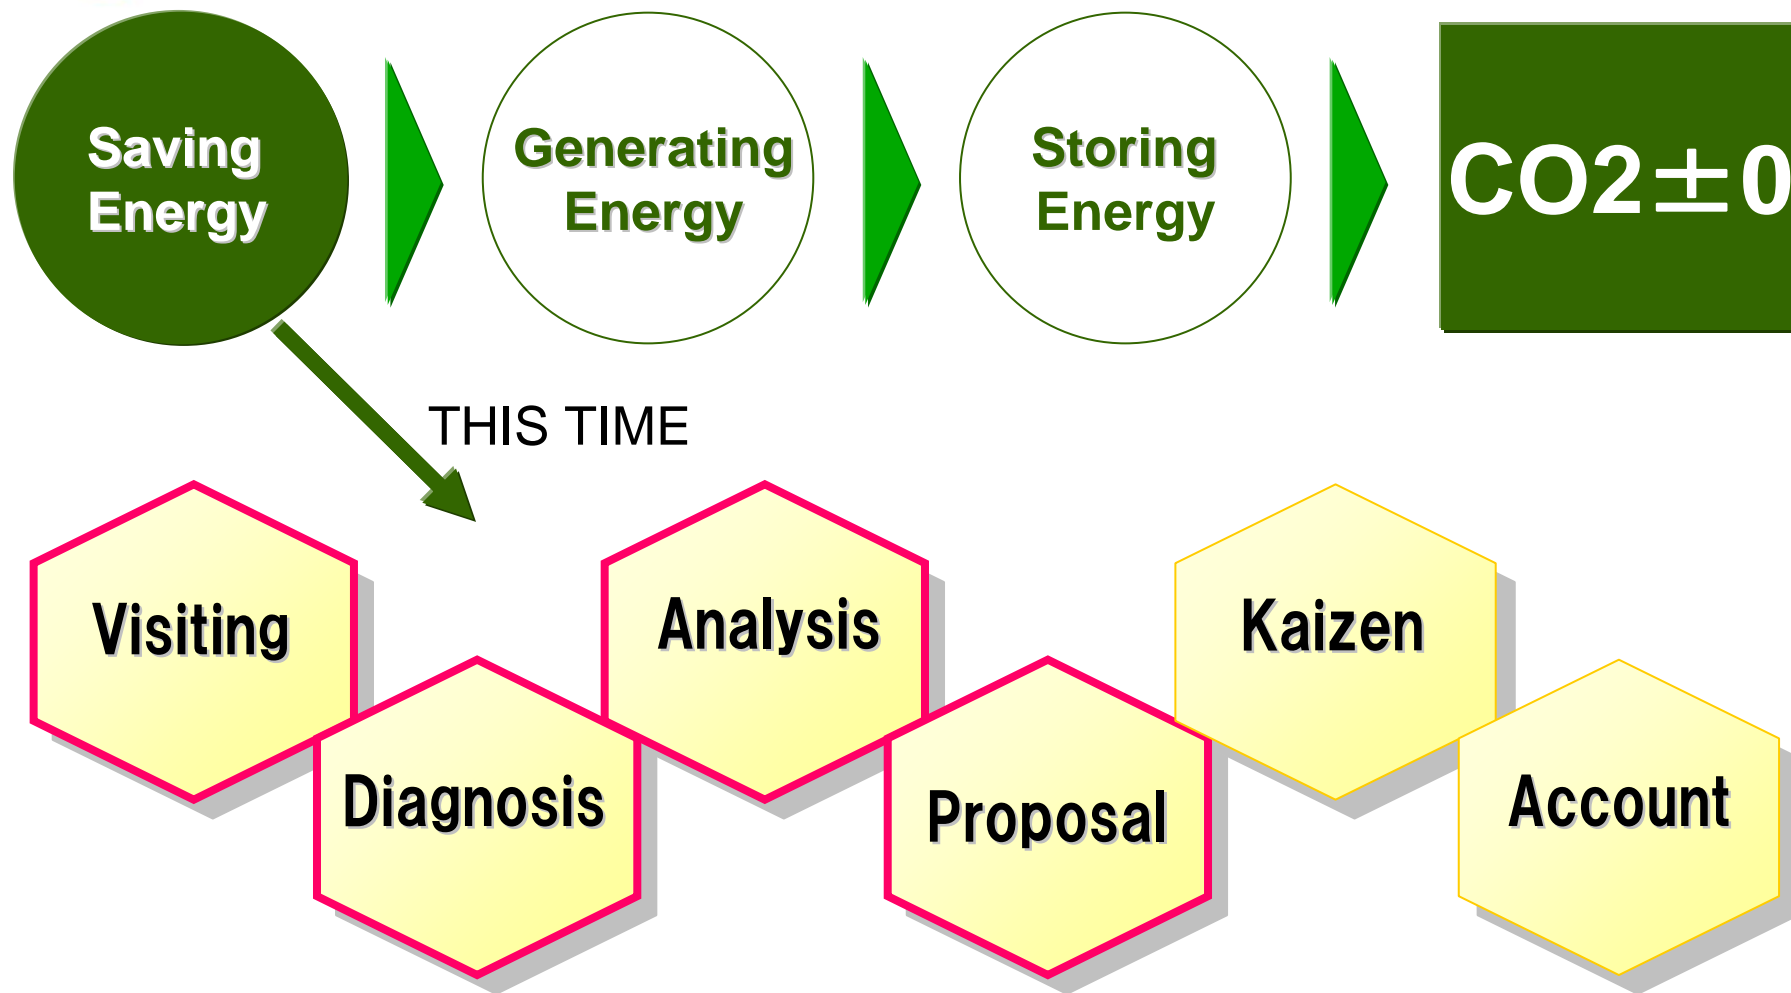 Saving
Energy
Generating
Energy
Storing
Energy
CO2±0
THIS TIME
Visiting
Diagnosis
Analysis
Proposal
Kaizen
Account